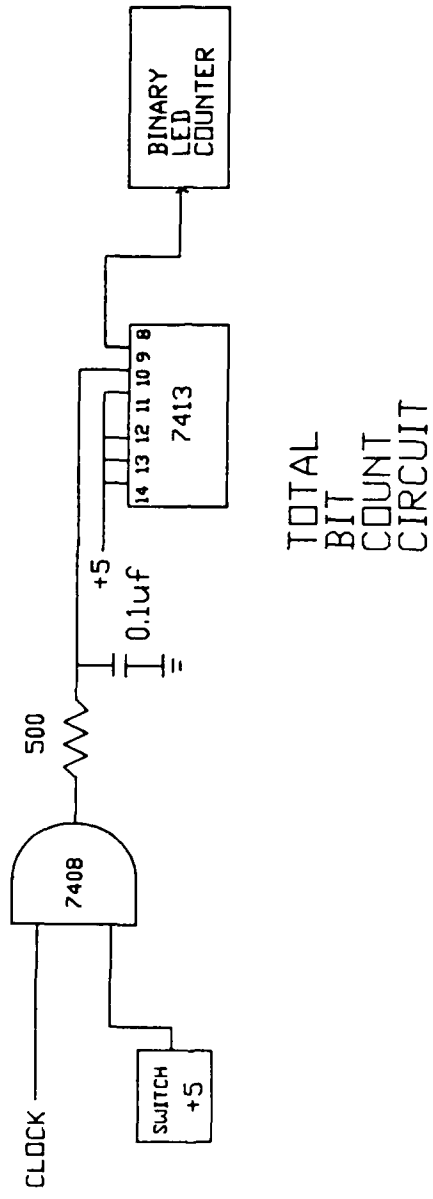 CLOCK
SWITCH
+5
7408
500
0.1uf
+5
14 13 12 11 10 9 8
7413
BINARY
LED
COUNTER
TOTAL
BIT
COUNT
CIRCUIT